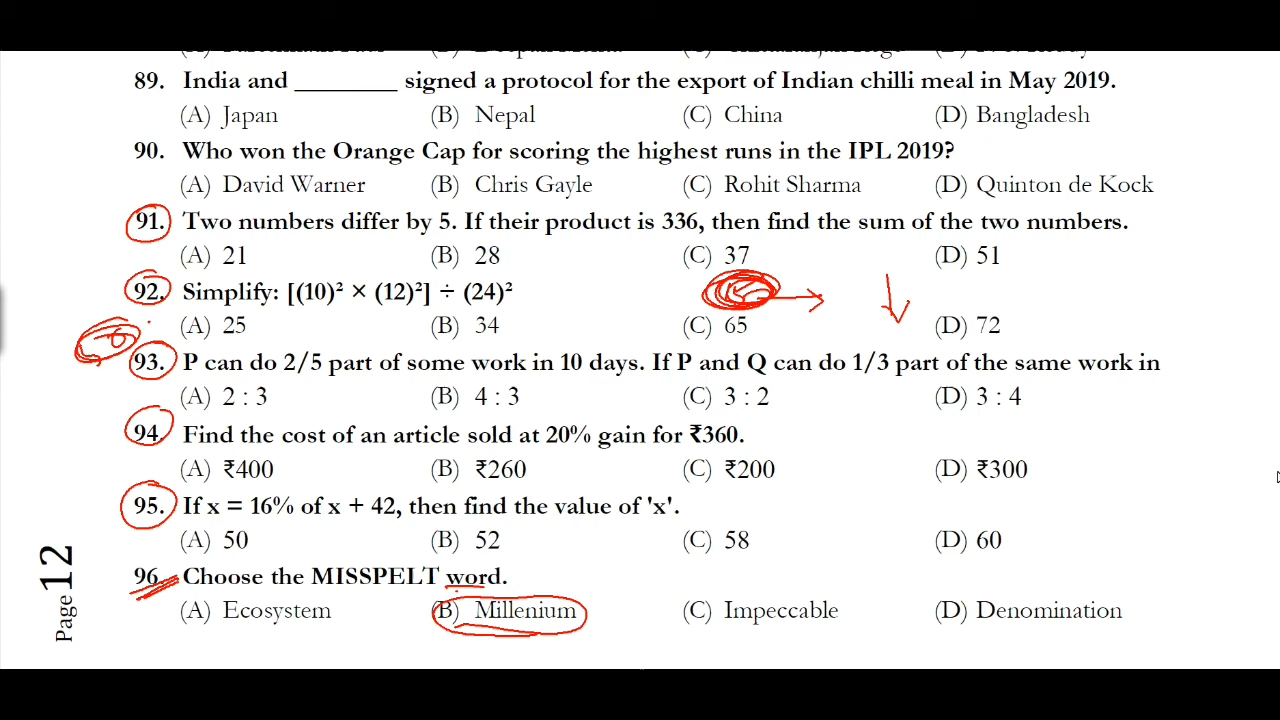 89. India and ________ signed a protocol for the export of Indian chilli meal in May 2019.
(A) Japan (B) Nepal (C) China (D) Bangladesh
90. Who won the Orange Cap for scoring the highest runs in the IPL 2019?
(A) David Warner (B) Chris Gayle (C) Rohit Sharma (D) Quinton de Kock
91. Two numbers differ by 5. If their product is 336, then find the sum of the two numbers.
(A) 21 (B) 28 (C) 37 (D) 51
92. Simplify: [(10)² × (12)²] ÷ (24)²
(A) 25 (B) 34 (C) 65 (D) 72
93. P can do 2/5 part of some work in 10 days. If P and Q can do 1/3 part of the same work in
(A) 2 : 3 (B) 4 : 3 (C) 3 : 2 (D) 3 : 4
94. Find the cost of an article sold at 20% gain for ₹360.
(A) ₹400 (B) ₹260 (C) ₹200 (D) ₹300
95. If x = 16% of x + 42, then find the value of 'x'.
(A) 50 (B) 52 (C) 58 (D) 60
96. Choose the MISSPELT word.
(A) Ecosystem (B) Millenium (C) Impeccable (D) Denomination
Page 12